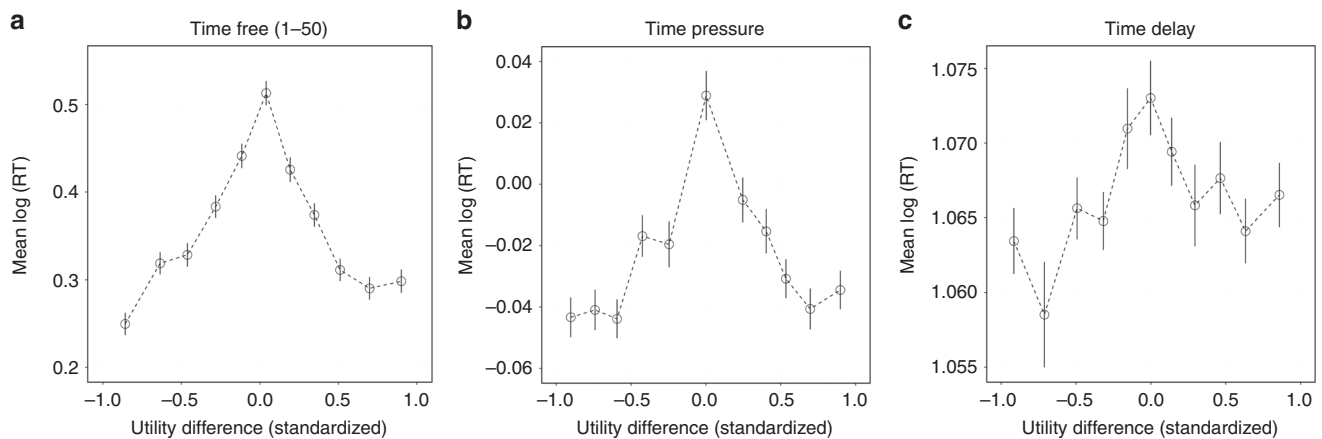 a
Time free (1–50)
Mean log (RT)
0.5
0.4
0.3
0.2
−1.0 −0.5 0.0 0.5 1.0
Utility difference (standardized)
b
Time pressure
Mean log (RT)
0.04
0.02
0.00
−0.02
−0.04
−0.06
−1.0 −0.5 0.0 0.5 1.0
Utility difference (standardized)
c
Time delay
Mean log (RT)
1.075
1.070
1.065
1.060
1.055
−1.0 −0.5 0.0 0.5 1.0
Utility difference (standardized)